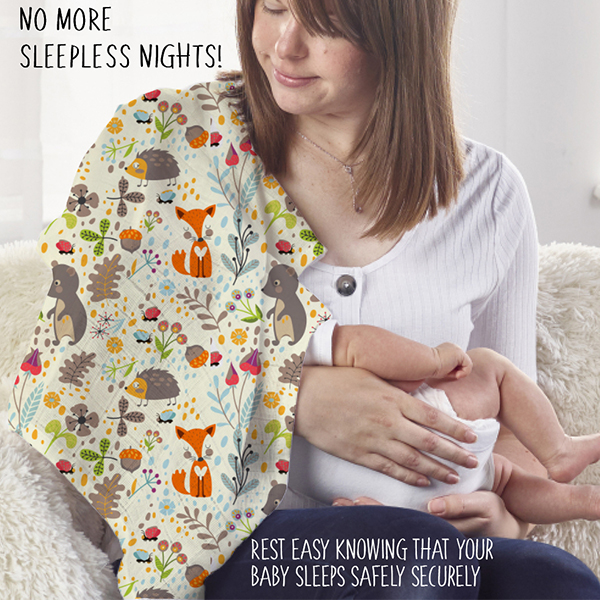 NO MORE
SLEEPLESS NIGHTS!
REST EASY KNOWING THAT YOUR
BABY SLEEPS SAFELY SECURELY